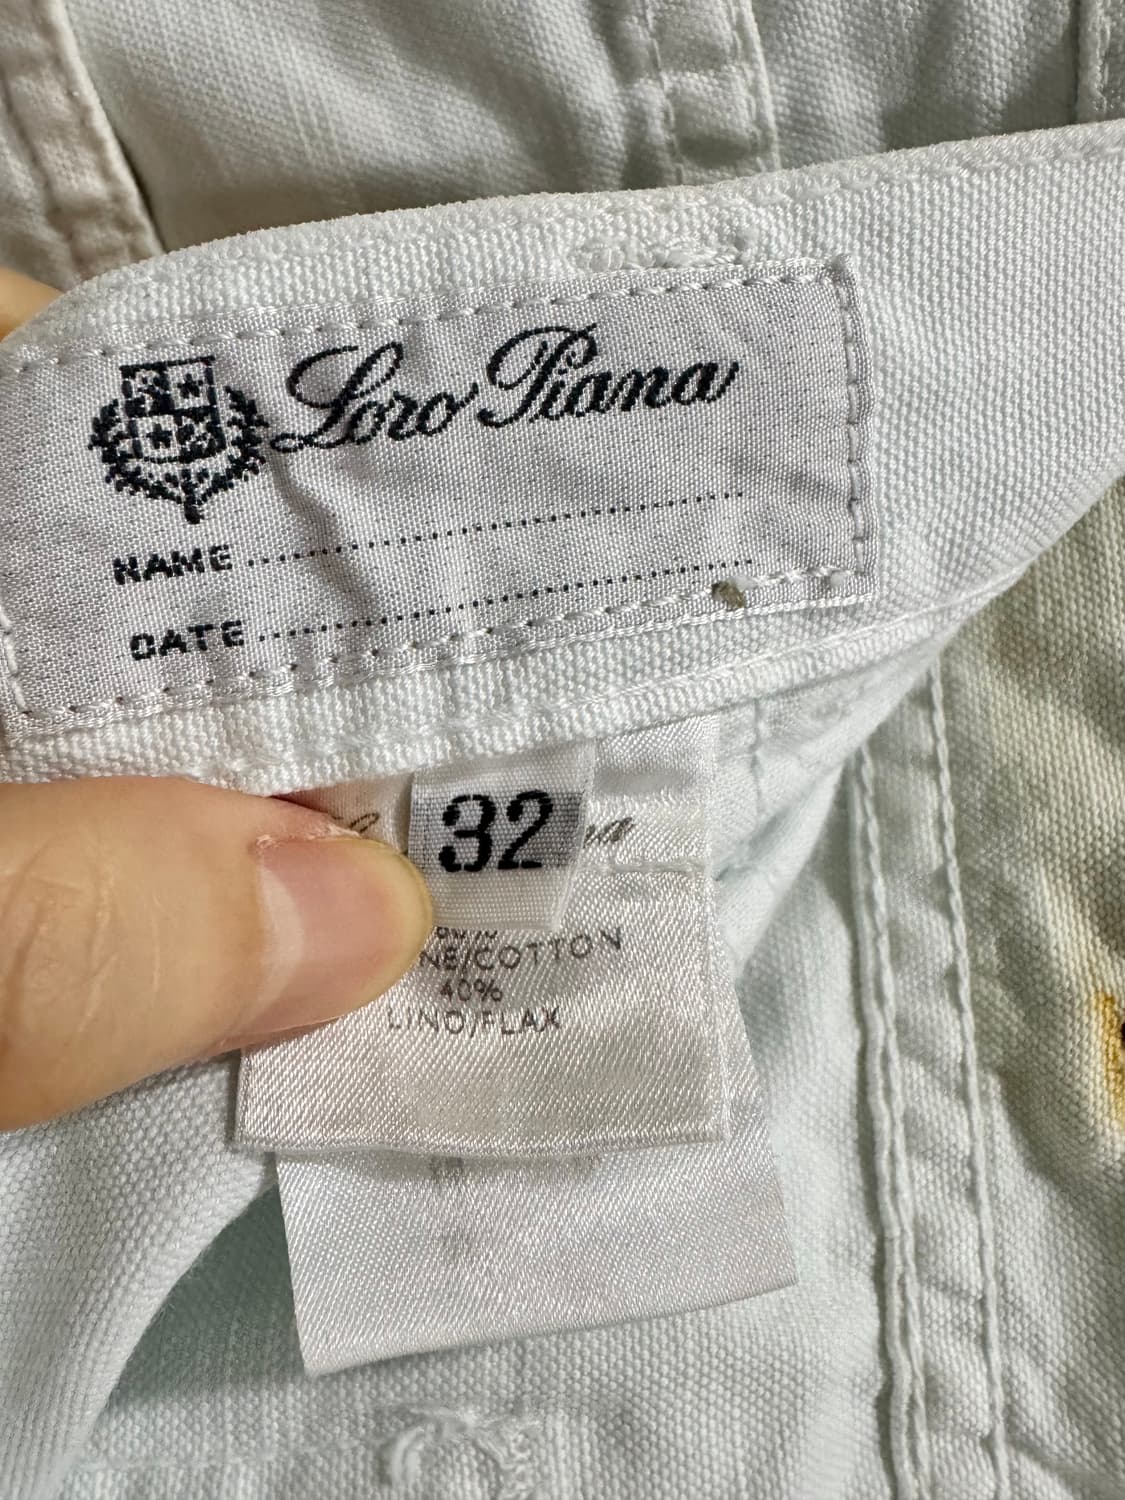 Loro Piana
NAME
DATE
32
NE/COTTON
40%
LINO/FLAX